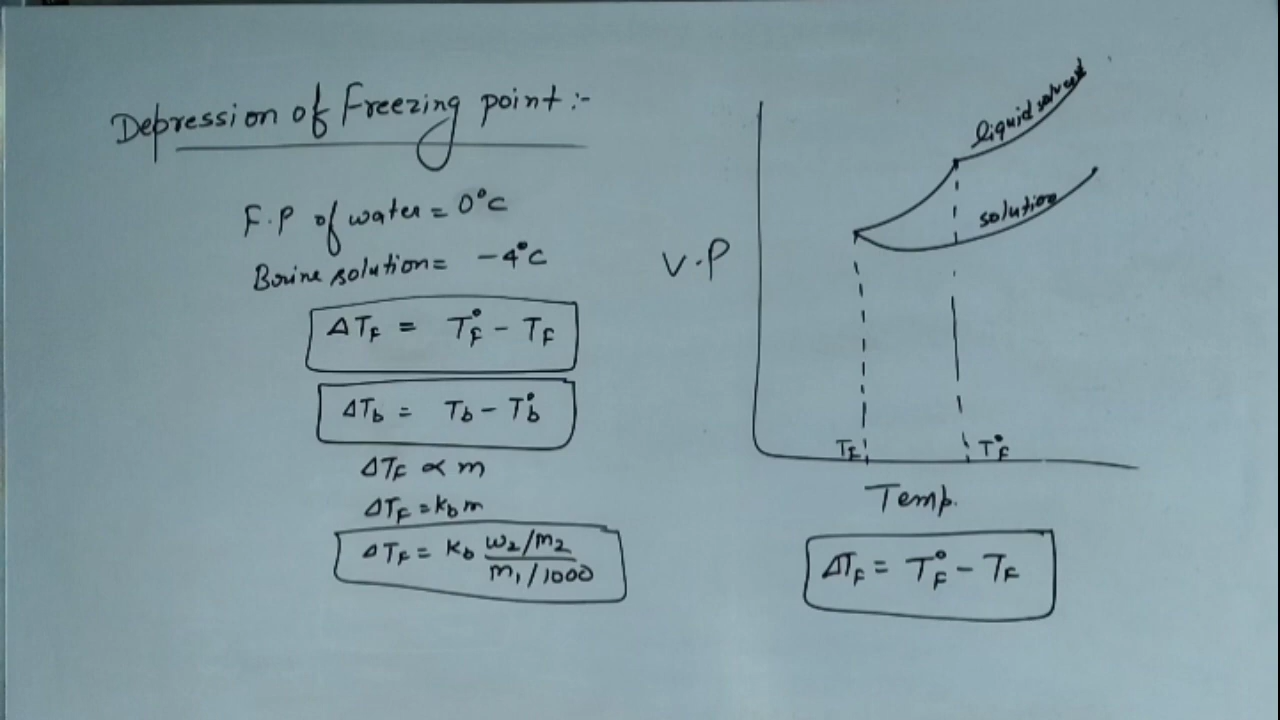 Depression of Freezing point :-
F.P of water = 0°C
Borine solution = -4°C
ΔTF = T°F - TF
ΔTb = Tb - T°b
ΔTF ∝ m
ΔTF = kb m
ΔTF = kb w2/m2
m1/1000
liquid solvent
solution
V.P
TF T°F
Temp.
ΔTF = T°F - TF